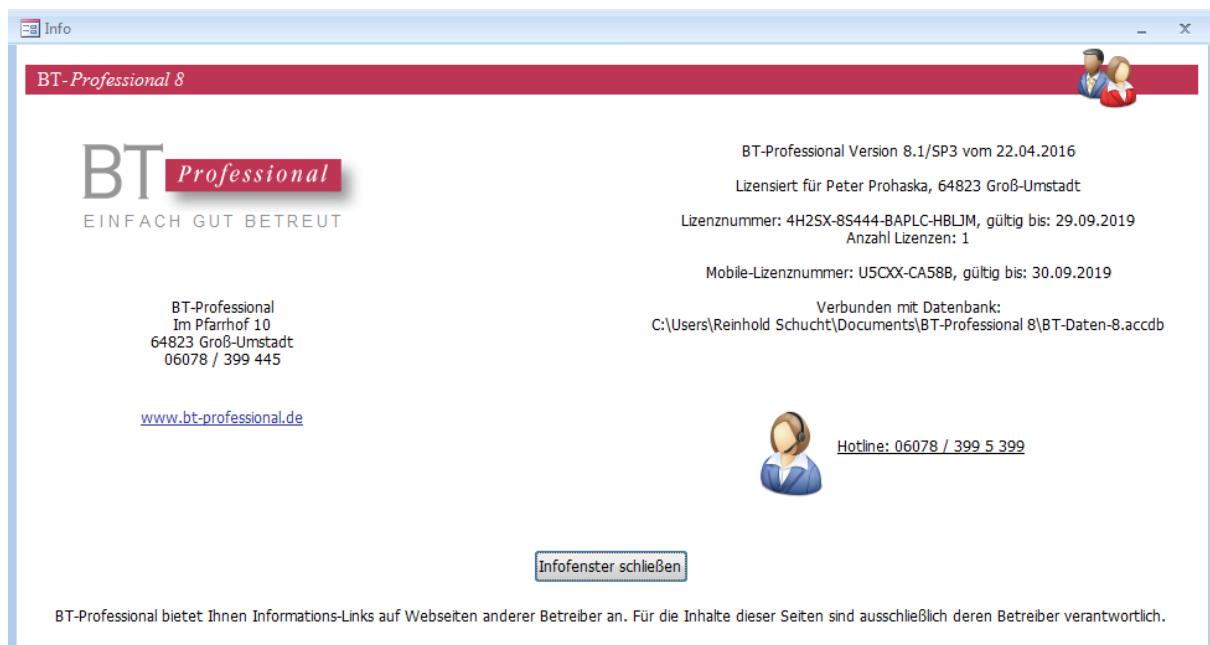 Info
BT-Professional 8
BT Professional
EINFACH GUT BETREUT
BT-Professional
Im Pfarrhof 10
64823 Groß-Umstadt
06078 / 399 445
www.bt-professional.de
BT-Professional Version 8.1/SP3 vom 22.04.2016
Lizensiert für Peter Prohaska, 64823 Groß-Umstadt
Lizenznummer: 4H2SX-8S444-BAPLC-HBLJM, gültig bis: 29.09.2019
Anzahl Lizenzen: 1
Mobile-Lizenznummer: U5CXX-CA58B, gültig bis: 30.09.2019
Verbunden mit Datenbank:
C:\Users\Reinhold Schucht\Documents\BT-Professional 8\BT-Daten-8.accdb
Hotline: 06078 / 399 5 399
Infofenster schließen
BT-Professional bietet Ihnen Informations-Links auf Webseiten anderer Betreiber an. Für die Inhalte dieser Seiten sind ausschließlich deren Betreiber verantwortlich.